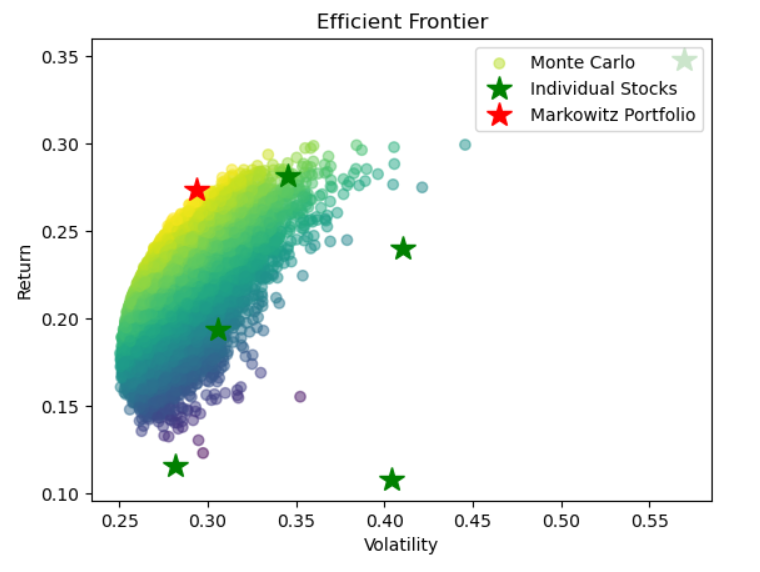 Efficient Frontier
Monte Carlo
Individual Stocks
Markowitz Portfolio
0.35
0.30
0.25
0.20
0.15
0.10
Return
0.25 0.30 0.35 0.40 0.45 0.50 0.55
Volatility